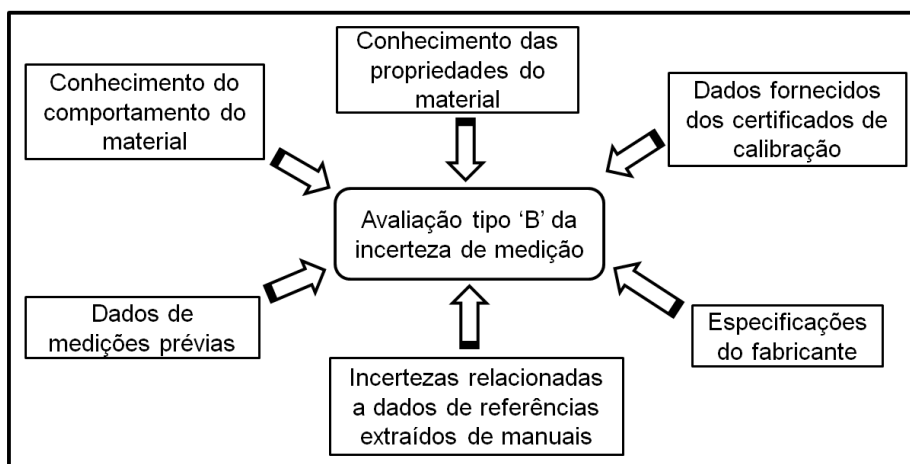 Conhecimento das
propriedades do
material
Conhecimento do
comportamento do
material
Dados fornecidos
dos certificados de
calibração
Avaliação tipo ‘B’ da
incerteza de medição
Dados de
medições prévias
Especificações
do fabricante
Incertezas relacionadas
a dados de referências
extraídos de manuais